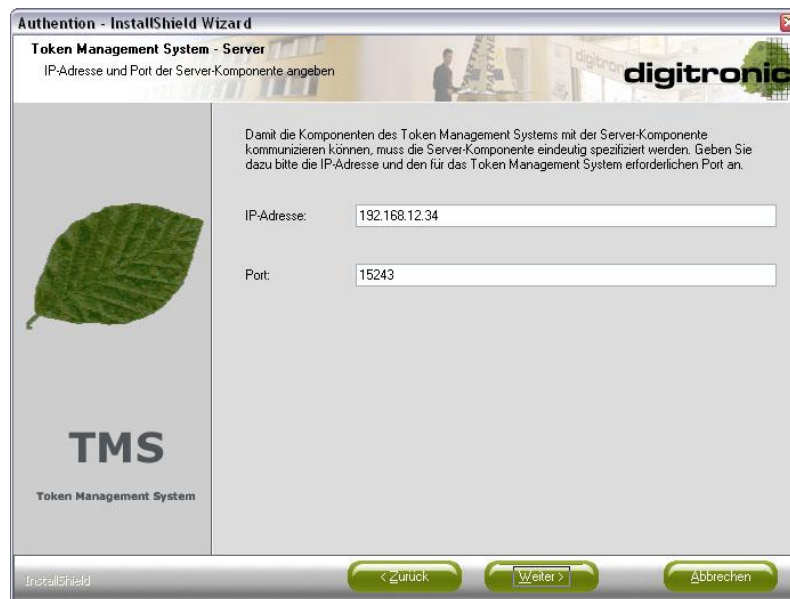 Authention - InstallShield Wizard
Token Management System - Server
IP-Adresse und Port der Server-Komponente angeben
digitronic
Damit die Komponenten des Token Management Systems mit der Server-Komponente
kommunizieren können, muss die Server-Komponente eindeutig spezifiziert werden. Geben Sie
dazu bitte die IP-Adresse und den für das Token Management System erforderlichen Port an.
IP-Adresse:
192.168.12.34
Port:
15243
TMS
Token Management System
InstallShield
< Zurück
Weiter >
Abbrechen